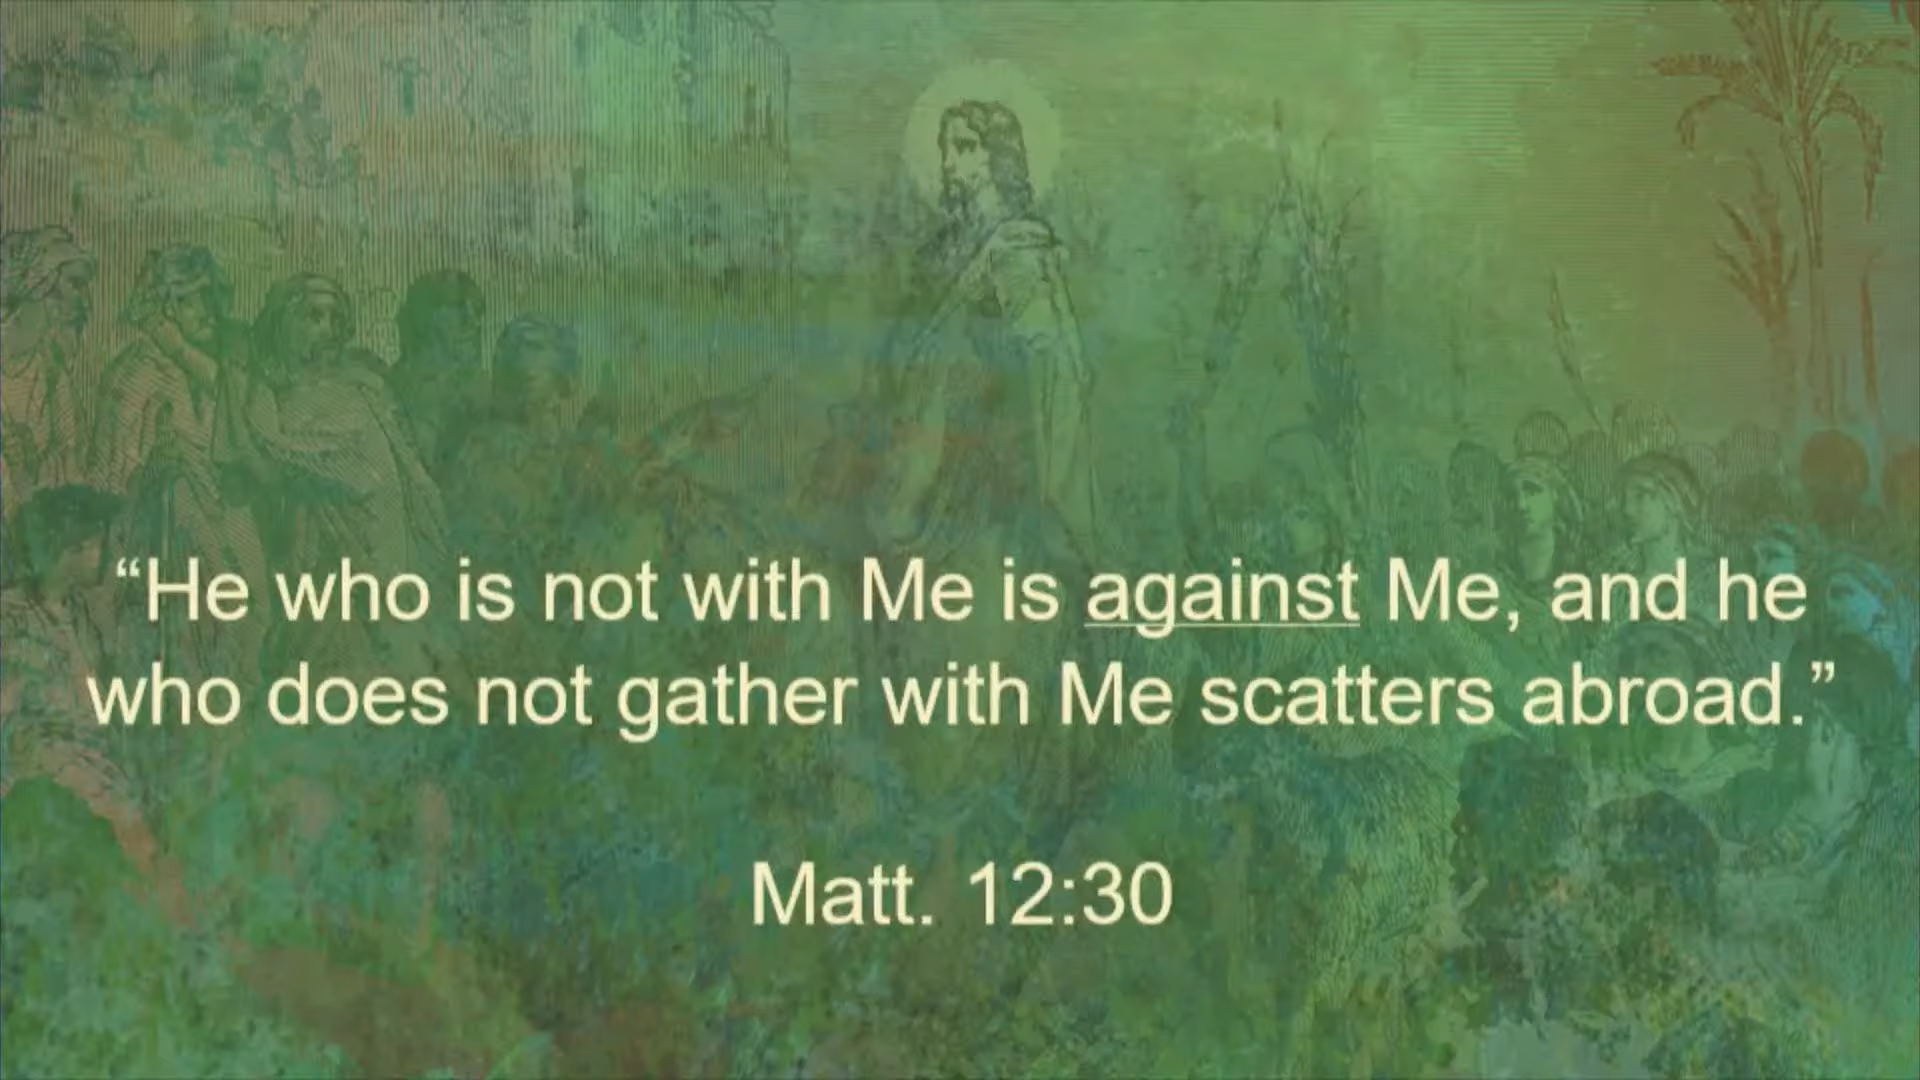 “He who is not with Me is against Me, and he
who does not gather with Me scatters abroad.”
Matt. 12:30